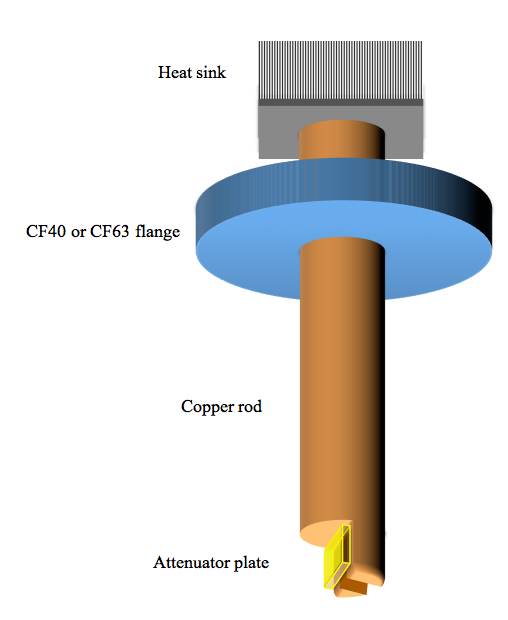 Heat sink
CF40 or CF63 flange
Copper rod
Attenuator plate